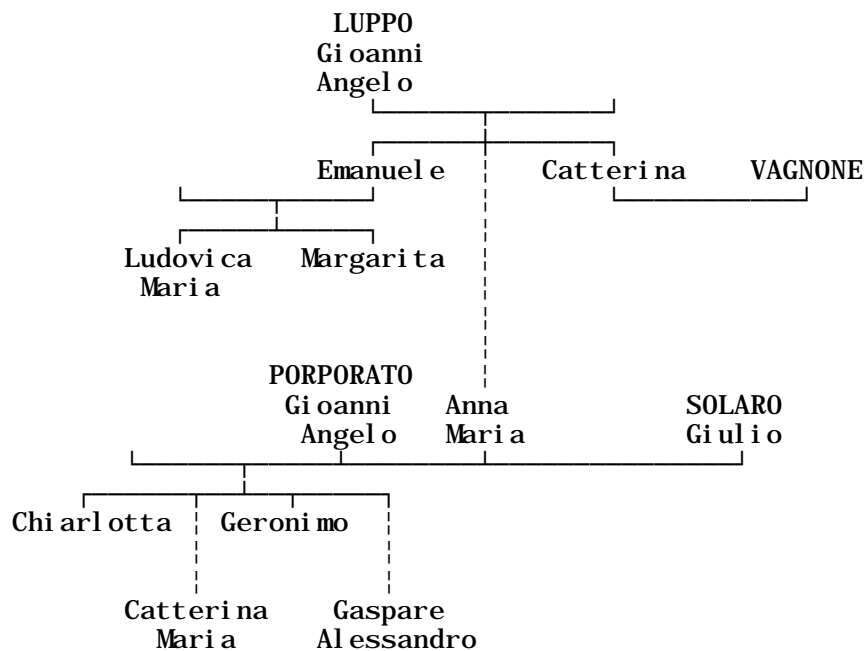 LUPPO
Gioanni
Angelo
Emanuele Catterina VAGNONE
Ludovica Margarita
Maria
PORPORATO
Gioanni Anna SOLARO
Angelo Maria Giulio
Chiarlotta Geronimo
Catterina Gaspare
Maria Alessandro